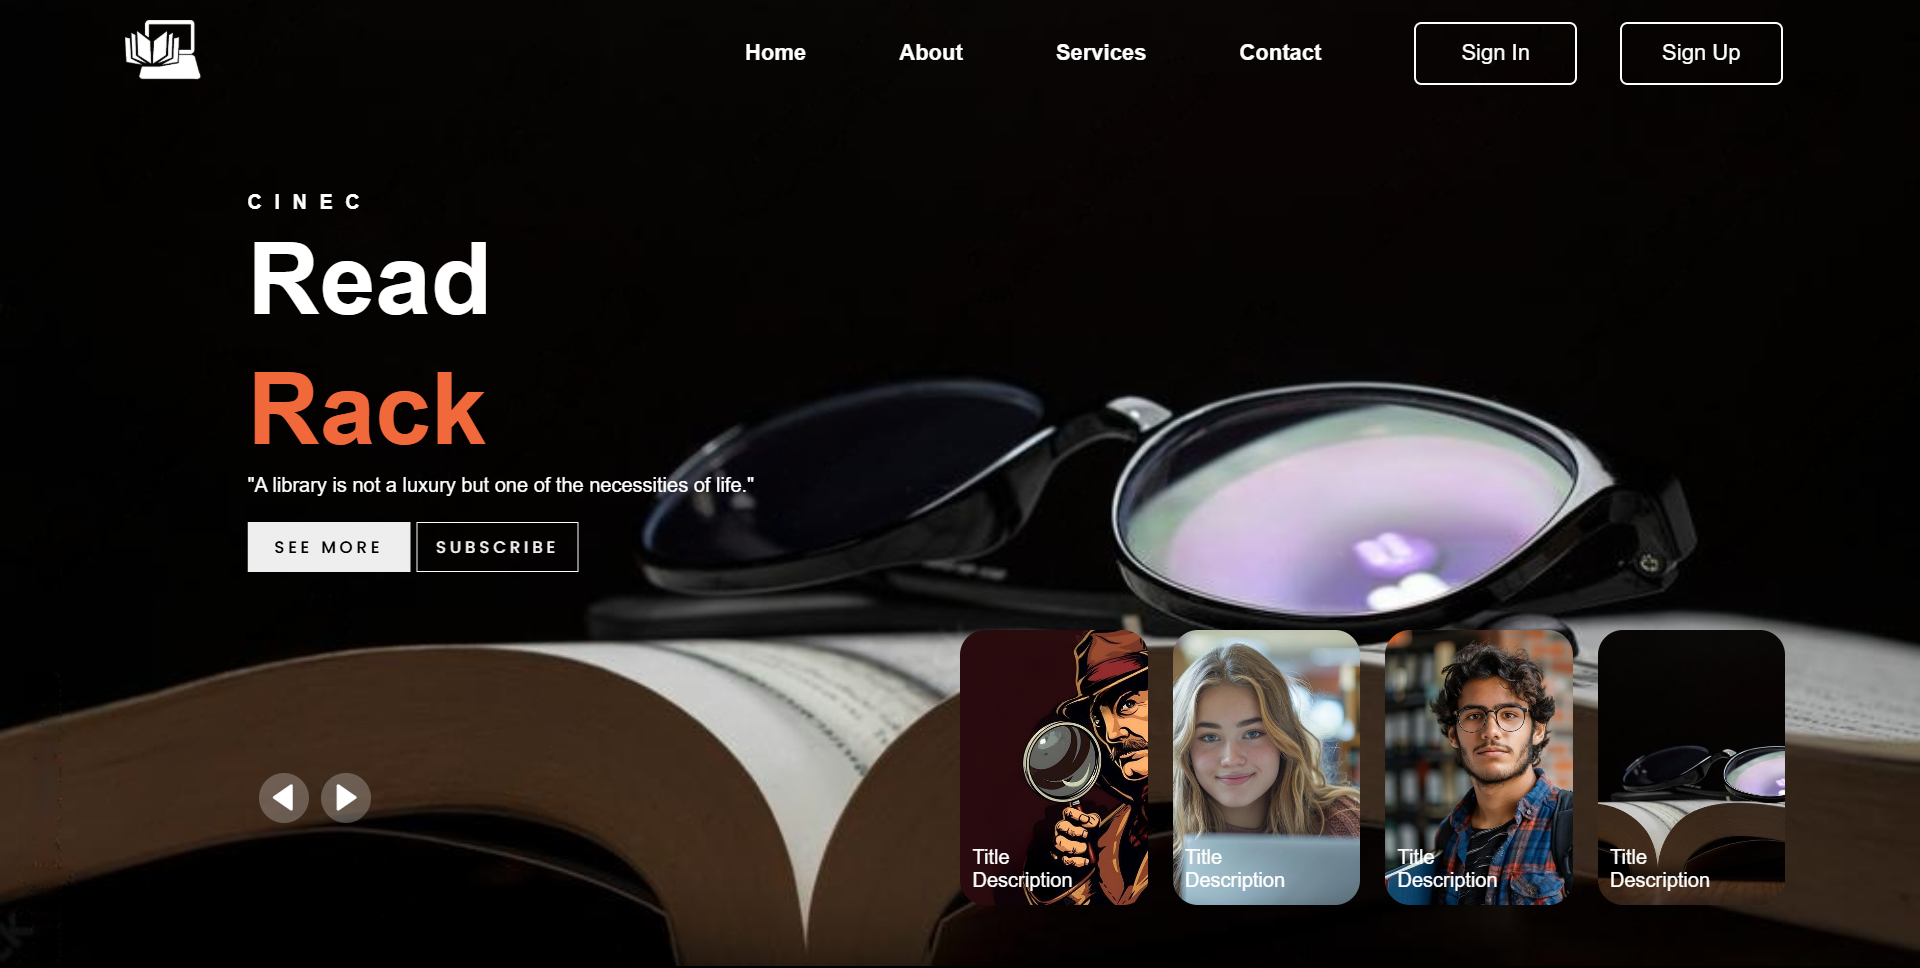 Home About Services Contact Sign In Sign Up
CINEC
Read
Rack
"A library is not a luxury but one of the necessities of life."
SEE MORE SUBSCRIBE
Title
Description
Title
Description
Title
Description
Title
Description